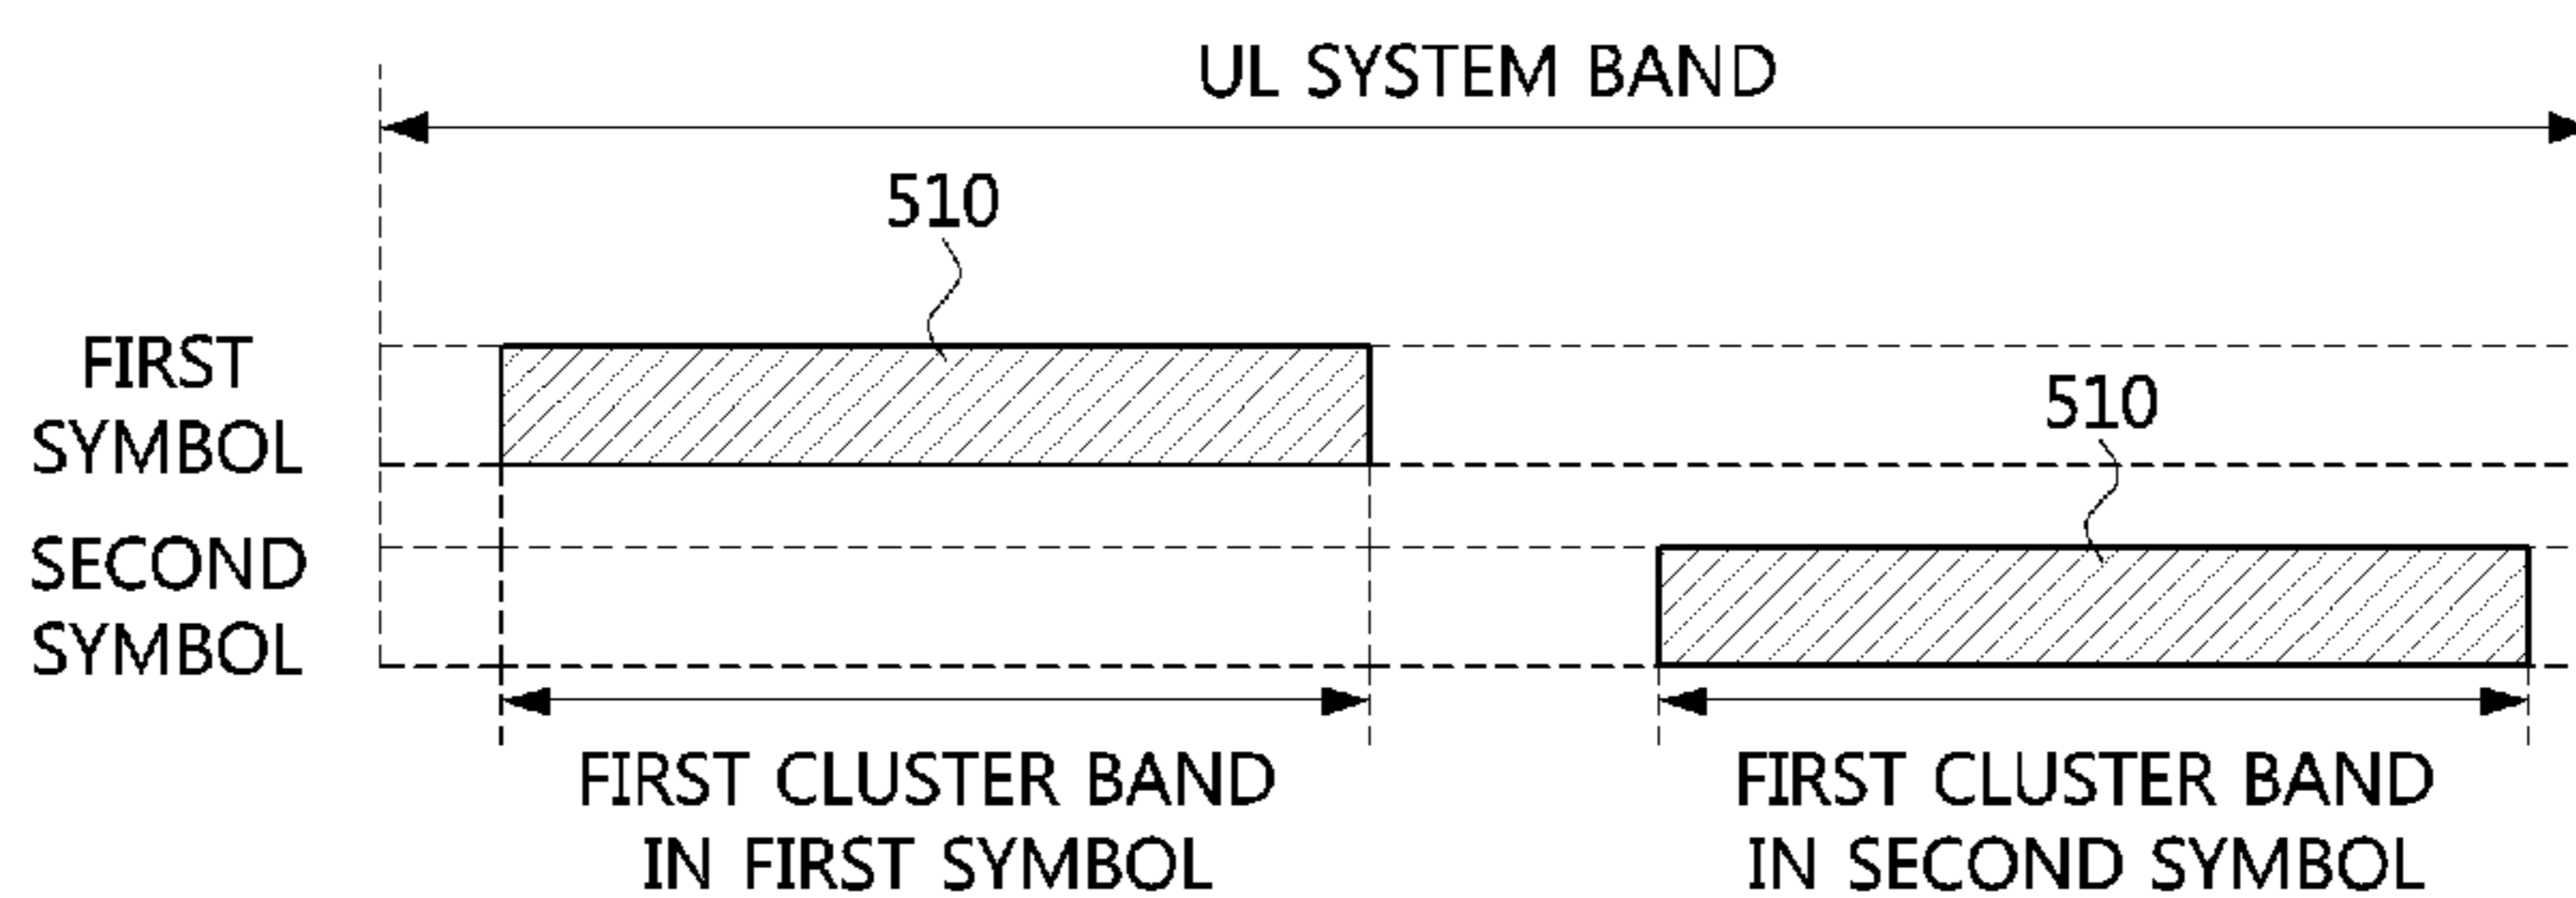 UL SYSTEM BAND
510
FIRST
SYMBOL
510
SECOND
SYMBOL
FIRST CLUSTER BAND
IN FIRST SYMBOL
FIRST CLUSTER BAND
IN SECOND SYMBOL